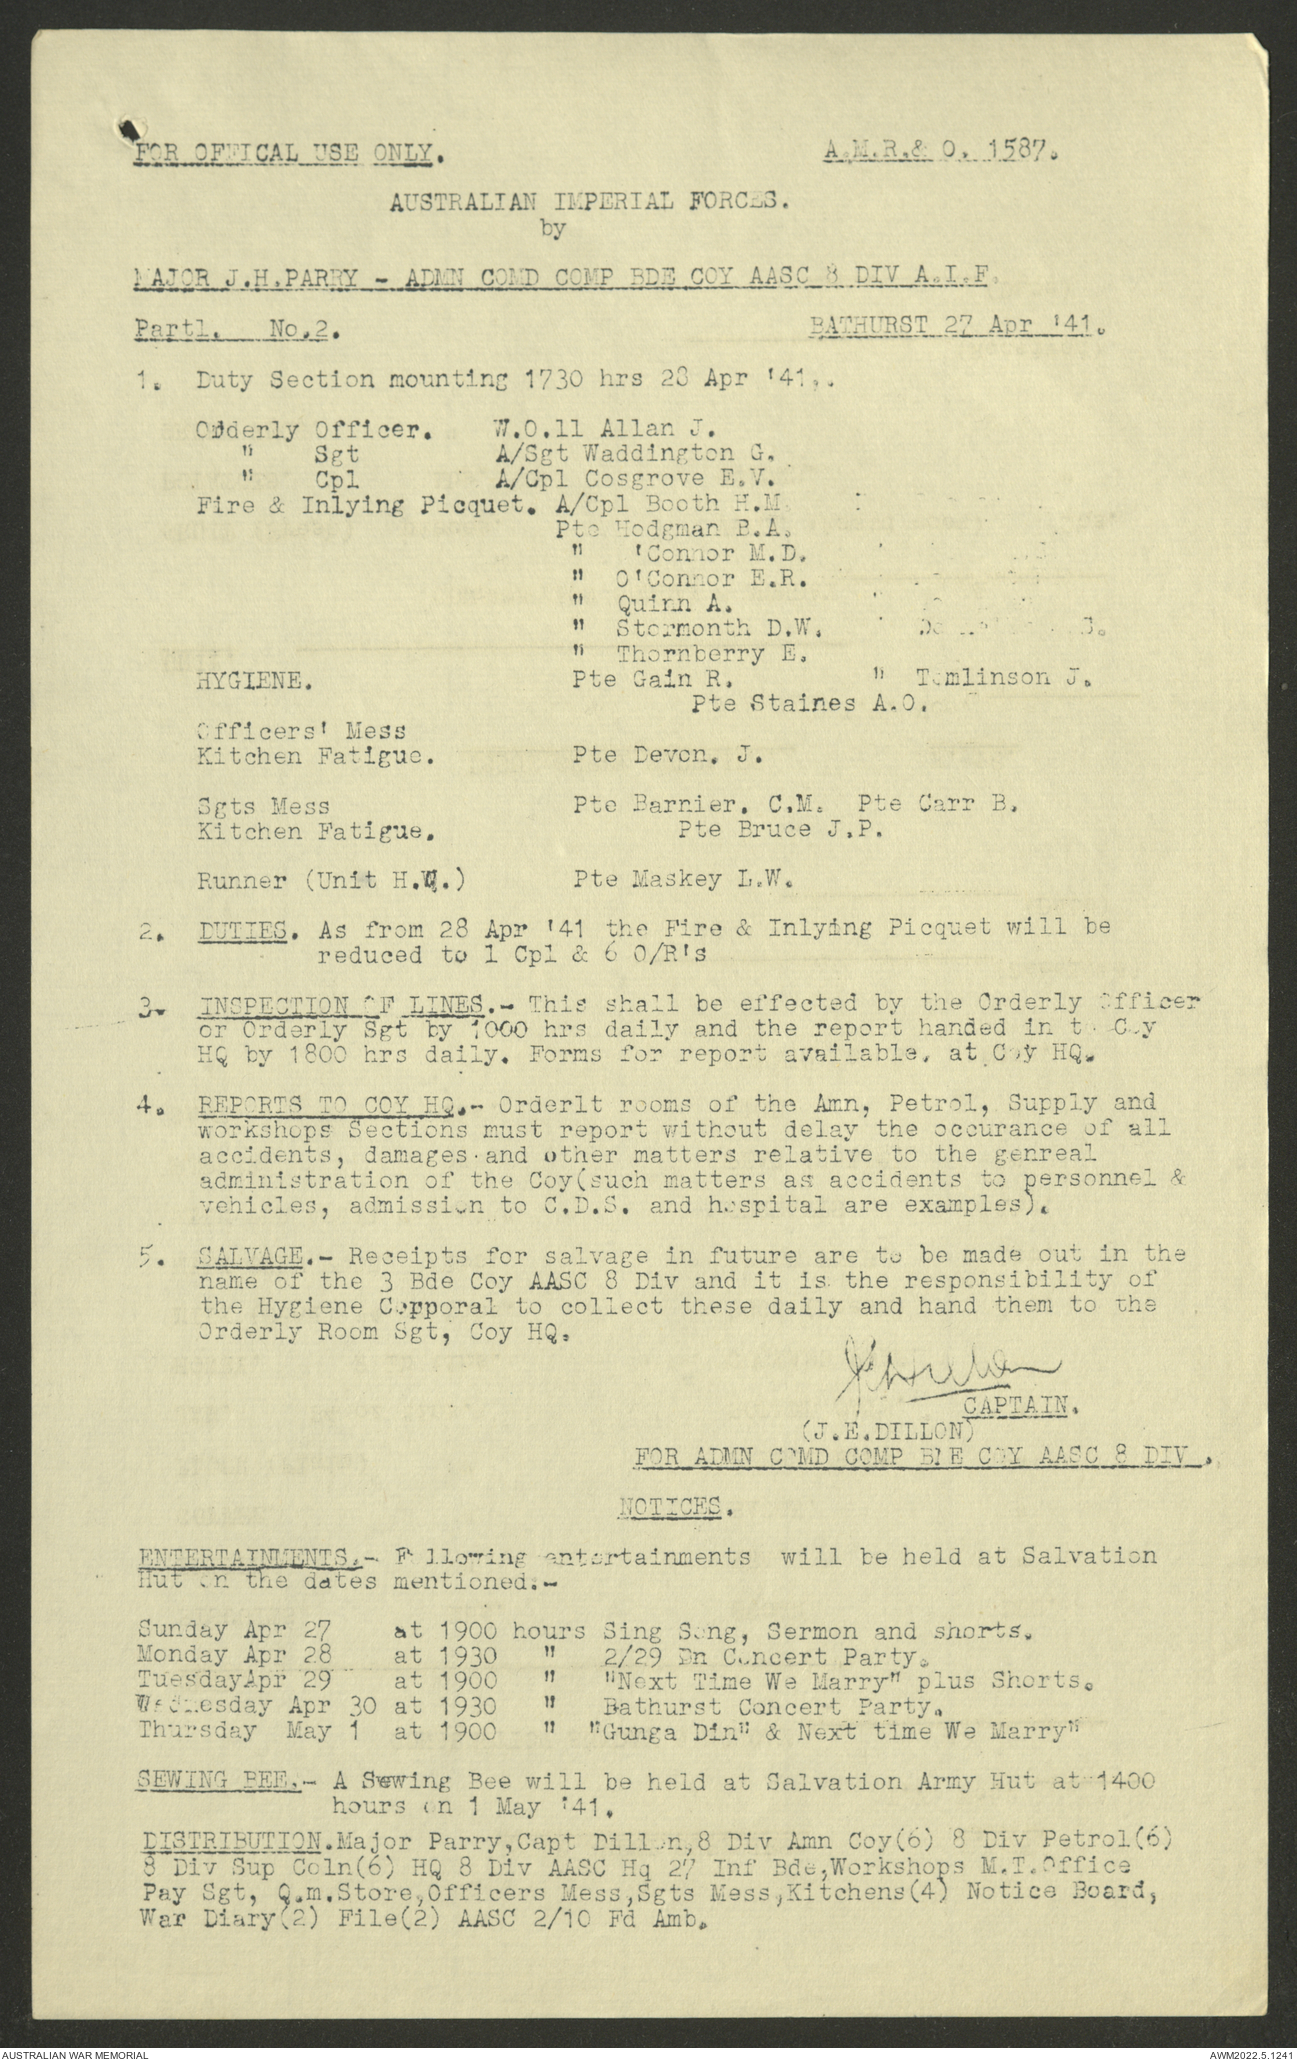 FOR OFFICAL USE ONLY. A.M.R.& O. 1587.
AUSTRALIAN IMPERIAL FORCES.
by
MAJOR J.H.PARRY - ADMN COMD COMP BDE COY AASC 8 DIV A.I.F.
Part1. No.2. BATHURST 27 Apr '41.
1. Duty Section mounting 1730 hrs 28 Apr '41..
Odderly Officer. W.O.11 Allan J.
" Sgt A/Sgt Waddington G.
" Cpl A/Cpl Cosgrove E.V.
Fire & Inlying Picquet. A/Cpl Booth H.M.
Pte Hodgman B.A.
" 'Connor M.D.
" O'Connor E.R.
" Quinn A.
" Stormonth D.W.
" Thornberry E.
HYGIENE. Pte Gain R. " Tomlinson J.
Pte Staines A.O.
Officers' Mess
Kitchen Fatigue. Pte Devon. J.
Sgts Mess Pte Barnier. C.M. Pte Carr B.
Kitchen Fatigue. Pte Bruce J.P.
Runner (Unit H.Q.) Pte Maskey L.W.
2. DUTIES. As from 28 Apr '41 the Fire & Inlying Picquet will be
reduced to 1 Cpl & 6 O/R's
3. INSPECTION OF LINES.- This shall be effected by the Orderly Officer
or Orderly Sgt by 1000 hrs daily and the report handed in to Coy
HQ by 1800 hrs daily. Forms for report available. at Coy HQ.
4. REPORTS TO COY HQ.- Orderlt rooms of the Amn, Petrol, Supply and
workshops Sections must report without delay the occurance of all
accidents, damages and other matters relative to the genreal
administration of the Coy(such matters as accidents to personnel &
vehicles, admission to C.D.S. and hospital are examples).
5. SALVAGE.- Receipts for salvage in future are to be made out in the
name of the 3 Bde Coy AASC 8 Div and it is the responsibility of
the Hygiene Corporal to collect these daily and hand them to the
Orderly Room Sgt, Coy HQ.
CAPTAIN.
(J.E.DILLON)
FOR ADMN COMD COMP BDE COY AASC 8 DIV .
NOTICES.
ENTERTAINMENTS.- Following entertainments will be held at Salvation
Hut on the dates mentioned.-
Sunday Apr 27 at 1900 hours Sing Song, Sermon and shorts.
Monday Apr 28 at 1930 " 2/29 Bn Concert Party.
TuesdayApr 29 at 1900 " "Next Time We Marry" plus Shorts.
Wednesday Apr 30 at 1930 " Bathurst Concert Party.
Thursday May 1 at 1900 " "Gunga Din" & Next time We Marry"
SEWING BEE.- A Sewing Bee will be held at Salvation Army Hut at 1400
hours on 1 May '41.
DISTRIBUTION.Major Parry,Capt Dillon,8 Div Amn Coy(6) 8 Div Petrol(6)
8 Div Sup Coln(6) HQ 8 Div AASC Hq 27 Inf Bde,Workshops M.T.Office
Pay Sgt, Q.m.Store,Officers Mess,Sgts Mess,Kitchens(4) Notice Board,
War Diary(2) File(2) AASC 2/10 Fd Amb.
AUSTRALIAN WAR MEMORIAL AWM2022.5.1241